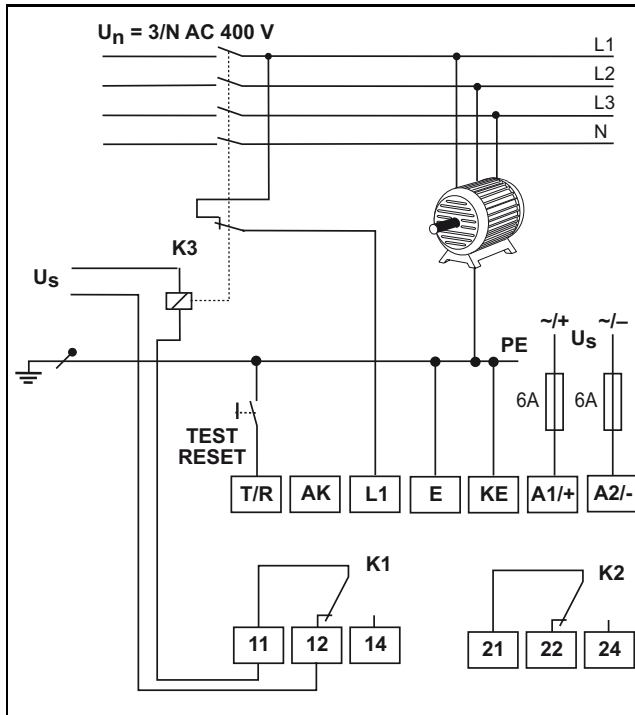 Un = 3/N AC 400 V
L1
L2
L3
N
K3
Us
PE
~/+ ~/–
Us
6A 6A
TEST
RESET
T/R AK L1 E KE A1/+ A2/-
K1
K2
11 12 14
21 22 24